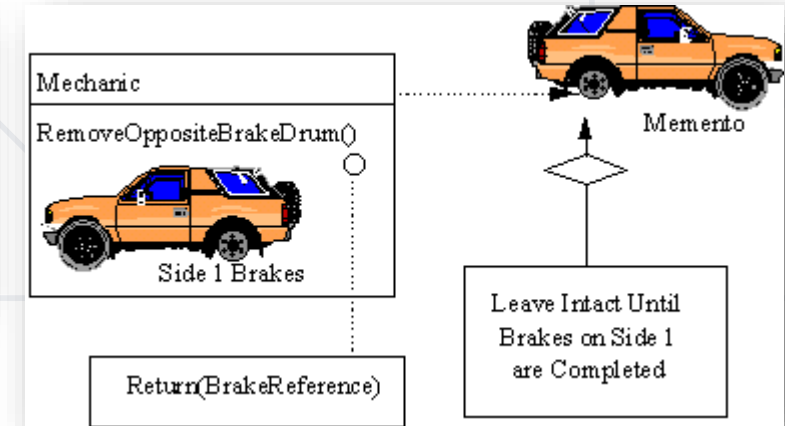 Mechanic
RemoveOppositeBrakeDrum()
Side 1 Brakes
Return(BrakeReference)
Memento
Leave Intact Until
Brakes on Side 1
are Completed